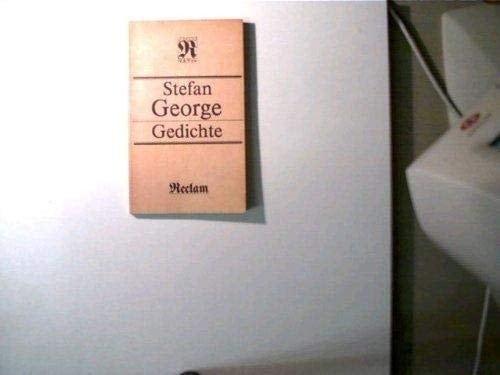 R
Stefan
George
Gedichte
Reclam